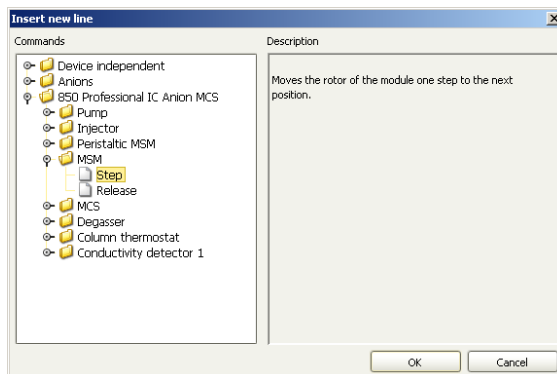 Insert new line
Commands
Description
Device independent
Anions
850 Professional IC Anion MCS
Pump
Injector
Peristaltic MSM
MSM
Step
Release
MCS
Degasser
Column thermostat
Conductivity detector 1
Moves the rotor of the module one step to the next
position.
OK
Cancel